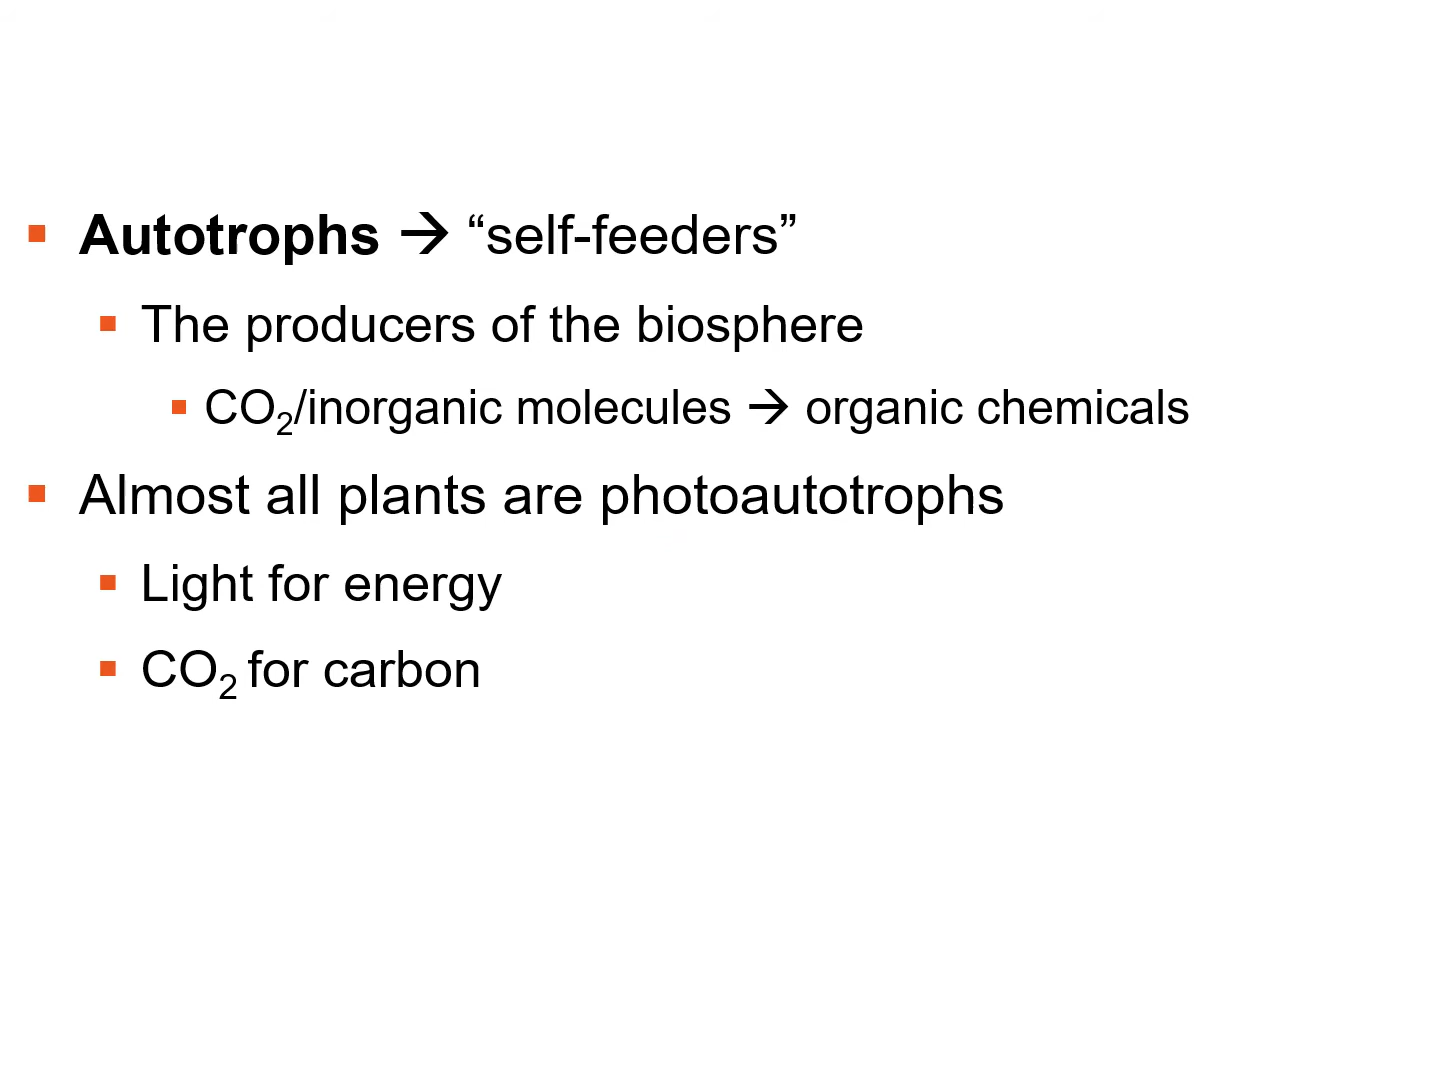 ▪ Autotrophs → “self-feeders”
▪ The producers of the biosphere
▪ CO₂/inorganic molecules → organic chemicals
▪ Almost all plants are photoautotrophs
▪ Light for energy
▪ CO₂ for carbon